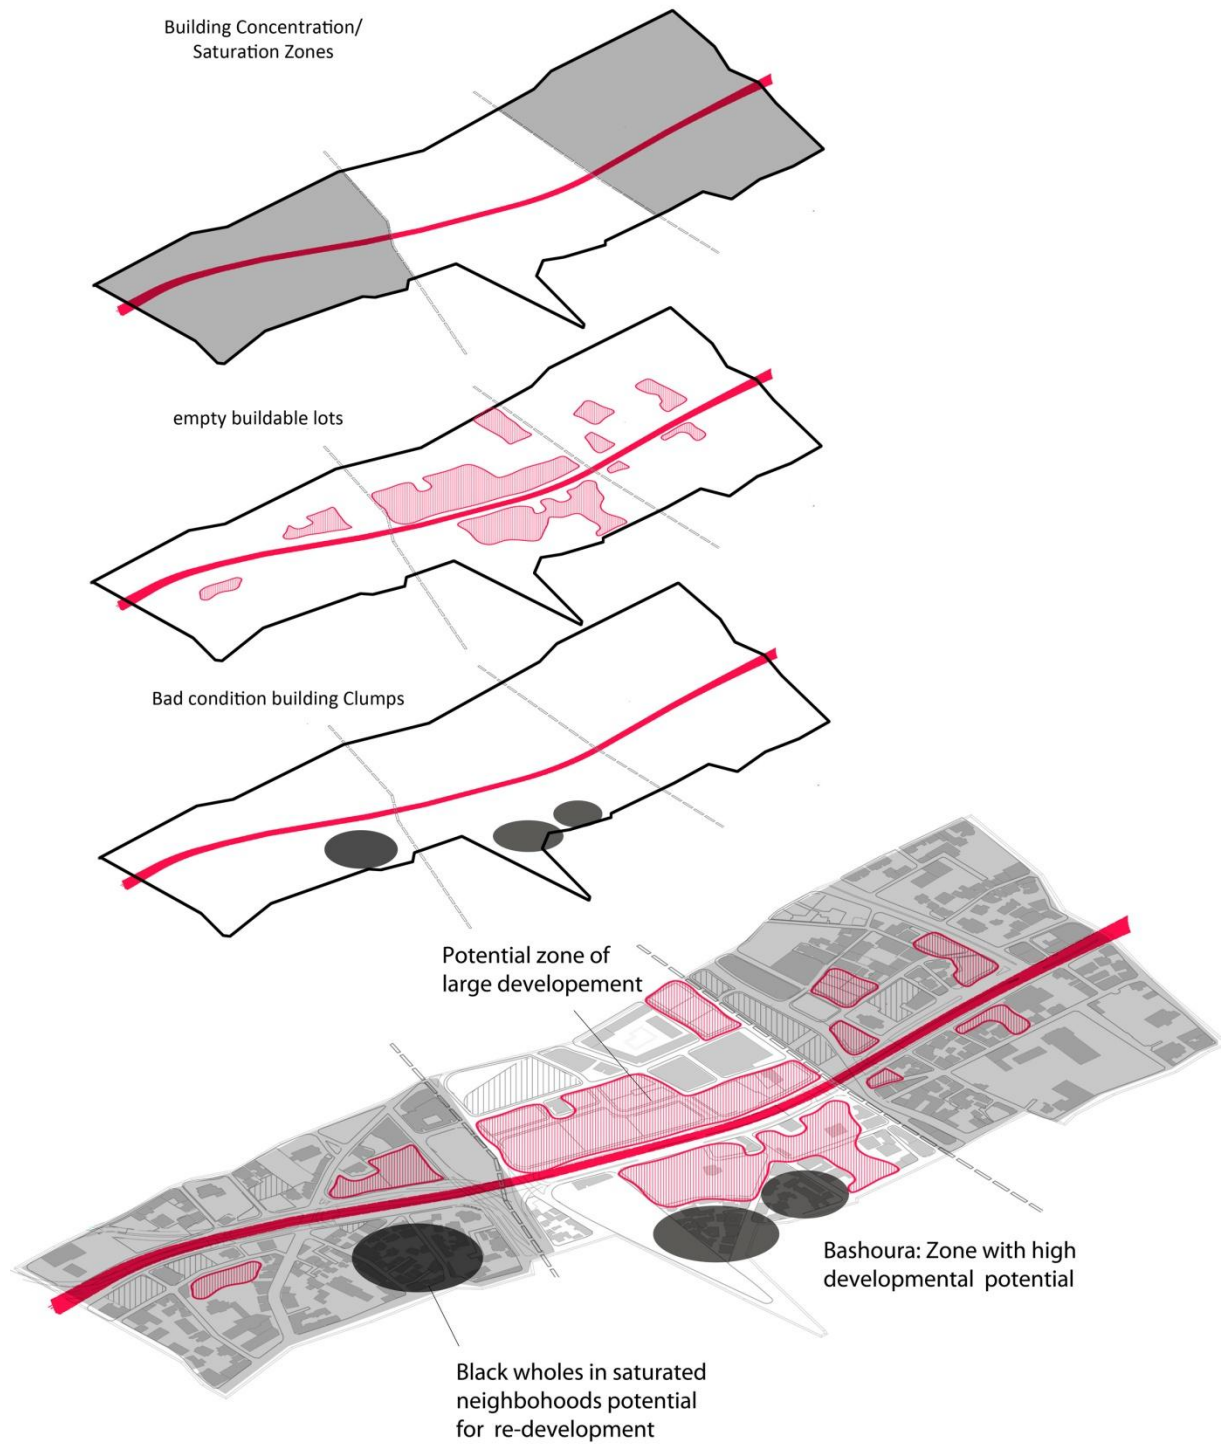 Building Concentration/
Saturation Zones
empty buildable lots
Bad condition building Clumps
Potential zone of
large developement
Bashoura: Zone with high
developmental potential
Black wholes in saturated
neighbohoods potential
for re-development